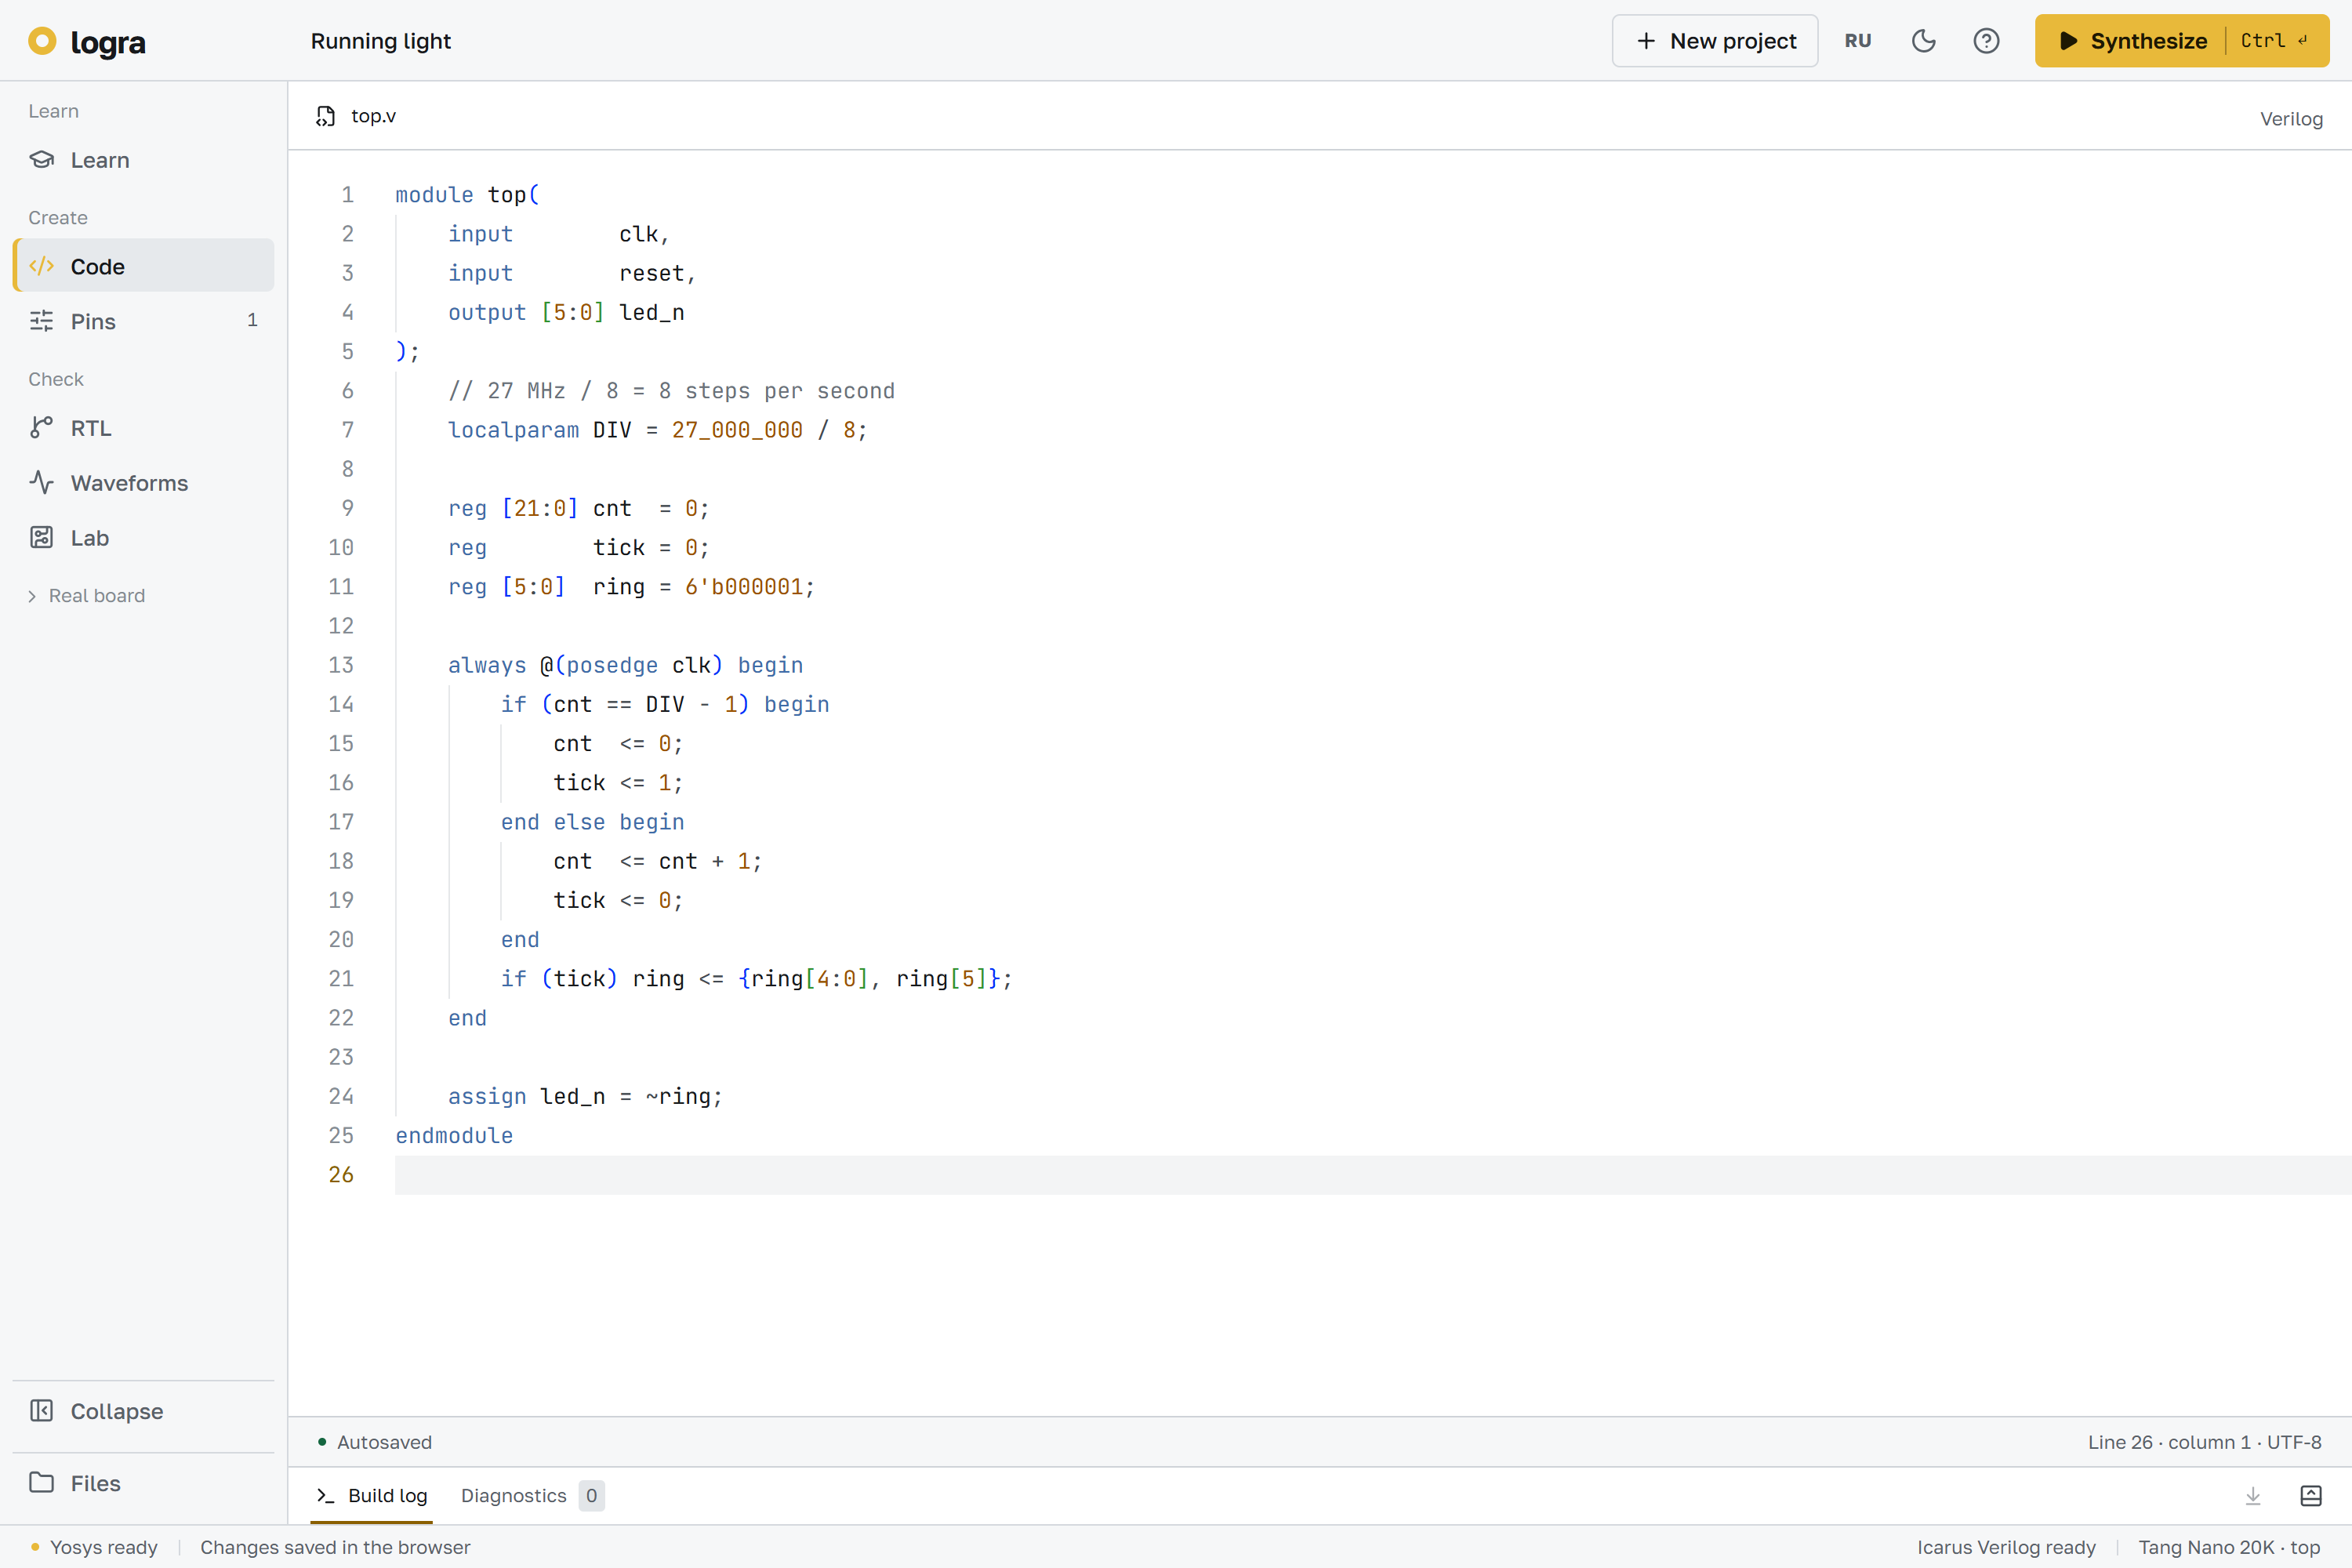 logra
Running light
New project
RU
Synthesize
Ctrl ⏎
Learn
Learn
Create
Code
Pins 1
Check
RTL
Waveforms
Lab
Real board
Collapse
Files
top.v
Verilog
1 module top(
2     input        clk,
3     input        reset,
4     output [5:0] led_n
5 );
6     // 27 MHz / 8 = 8 steps per second
7     localparam DIV = 27_000_000 / 8;
8
9     reg [21:0] cnt  = 0;
10     reg        tick = 0;
11     reg [5:0]  ring = 6'b000001;
12
13     always @(posedge clk) begin
14         if (cnt == DIV - 1) begin
15             cnt  <= 0;
16             tick <= 1;
17         end else begin
18             cnt  <= cnt + 1;
19             tick <= 0;
20         end
21         if (tick) ring <= {ring[4:0], ring[5]};
22     end
23
24     assign led_n = ~ring;
25 endmodule
26
Autosaved
Line 26 · column 1 · UTF-8
Build log
Diagnostics 0
Yosys ready
Changes saved in the browser
Icarus Verilog ready
Tang Nano 20K · top